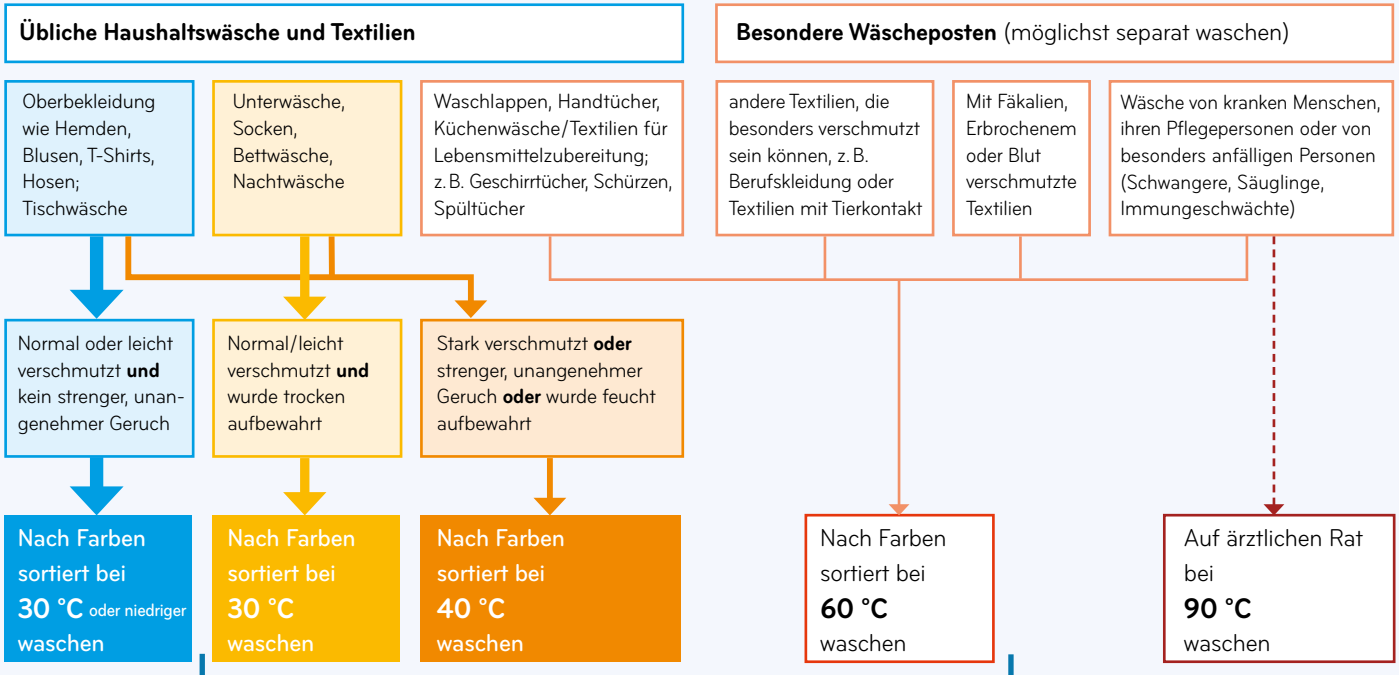 Übliche Haushaltswäsche und Textilien
Besondere Wäscheposten (möglichst separat waschen)
Oberbekleidung
wie Hemden,
Blusen, T-Shirts,
Hosen;
Tischwäsche
Unterwäsche,
Socken,
Bettwäsche,
Nachtwäsche
Waschlappen, Handtücher,
Küchenwäsche/Textilien für
Lebensmittelzubereitung;
z. B. Geschirrtücher, Schürzen,
Spültücher
andere Textilien, die
besonders verschmutzt
sein können, z. B.
Berufskleidung oder
Textilien mit Tierkontakt
Mit Fäkalien,
Erbrochenem
oder Blut
verschmutzte
Textilien
Wäsche von kranken Menschen,
ihren Pflegepersonen oder von
besonders anfälligen Personen
(Schwangere, Säuglinge,
Immungeschwächte)
Normal oder leicht
verschmutzt und
kein strenger, unan-
genehmer Geruch
Normal/leicht
verschmutzt und
wurde trocken
aufbewahrt
Stark verschmutzt oder
strenger, unangenehmer
Geruch oder wurde feucht
aufbewahrt
Nach Farben
sortiert bei
30 °C oder niedriger
waschen
Nach Farben
sortiert bei
30 °C
waschen
Nach Farben
sortiert bei
40 °C
waschen
Nach Farben
sortiert bei
60 °C
waschen
Auf ärztlichen Rat
bei
90 °C
waschen